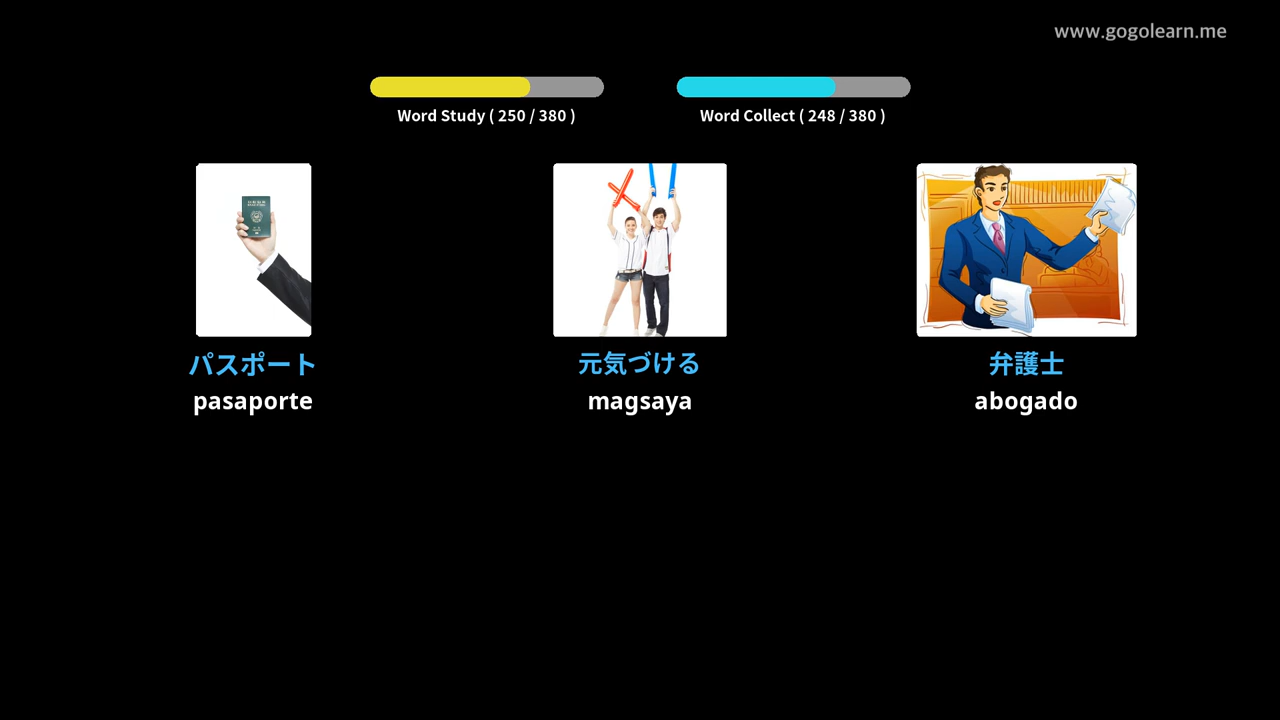 www.gogolearn.me
Word Study ( 250 / 380 )
Word Collect ( 248 / 380 )
パスポート
pasaporte
元気づける
magsaya
弁護士
abogado